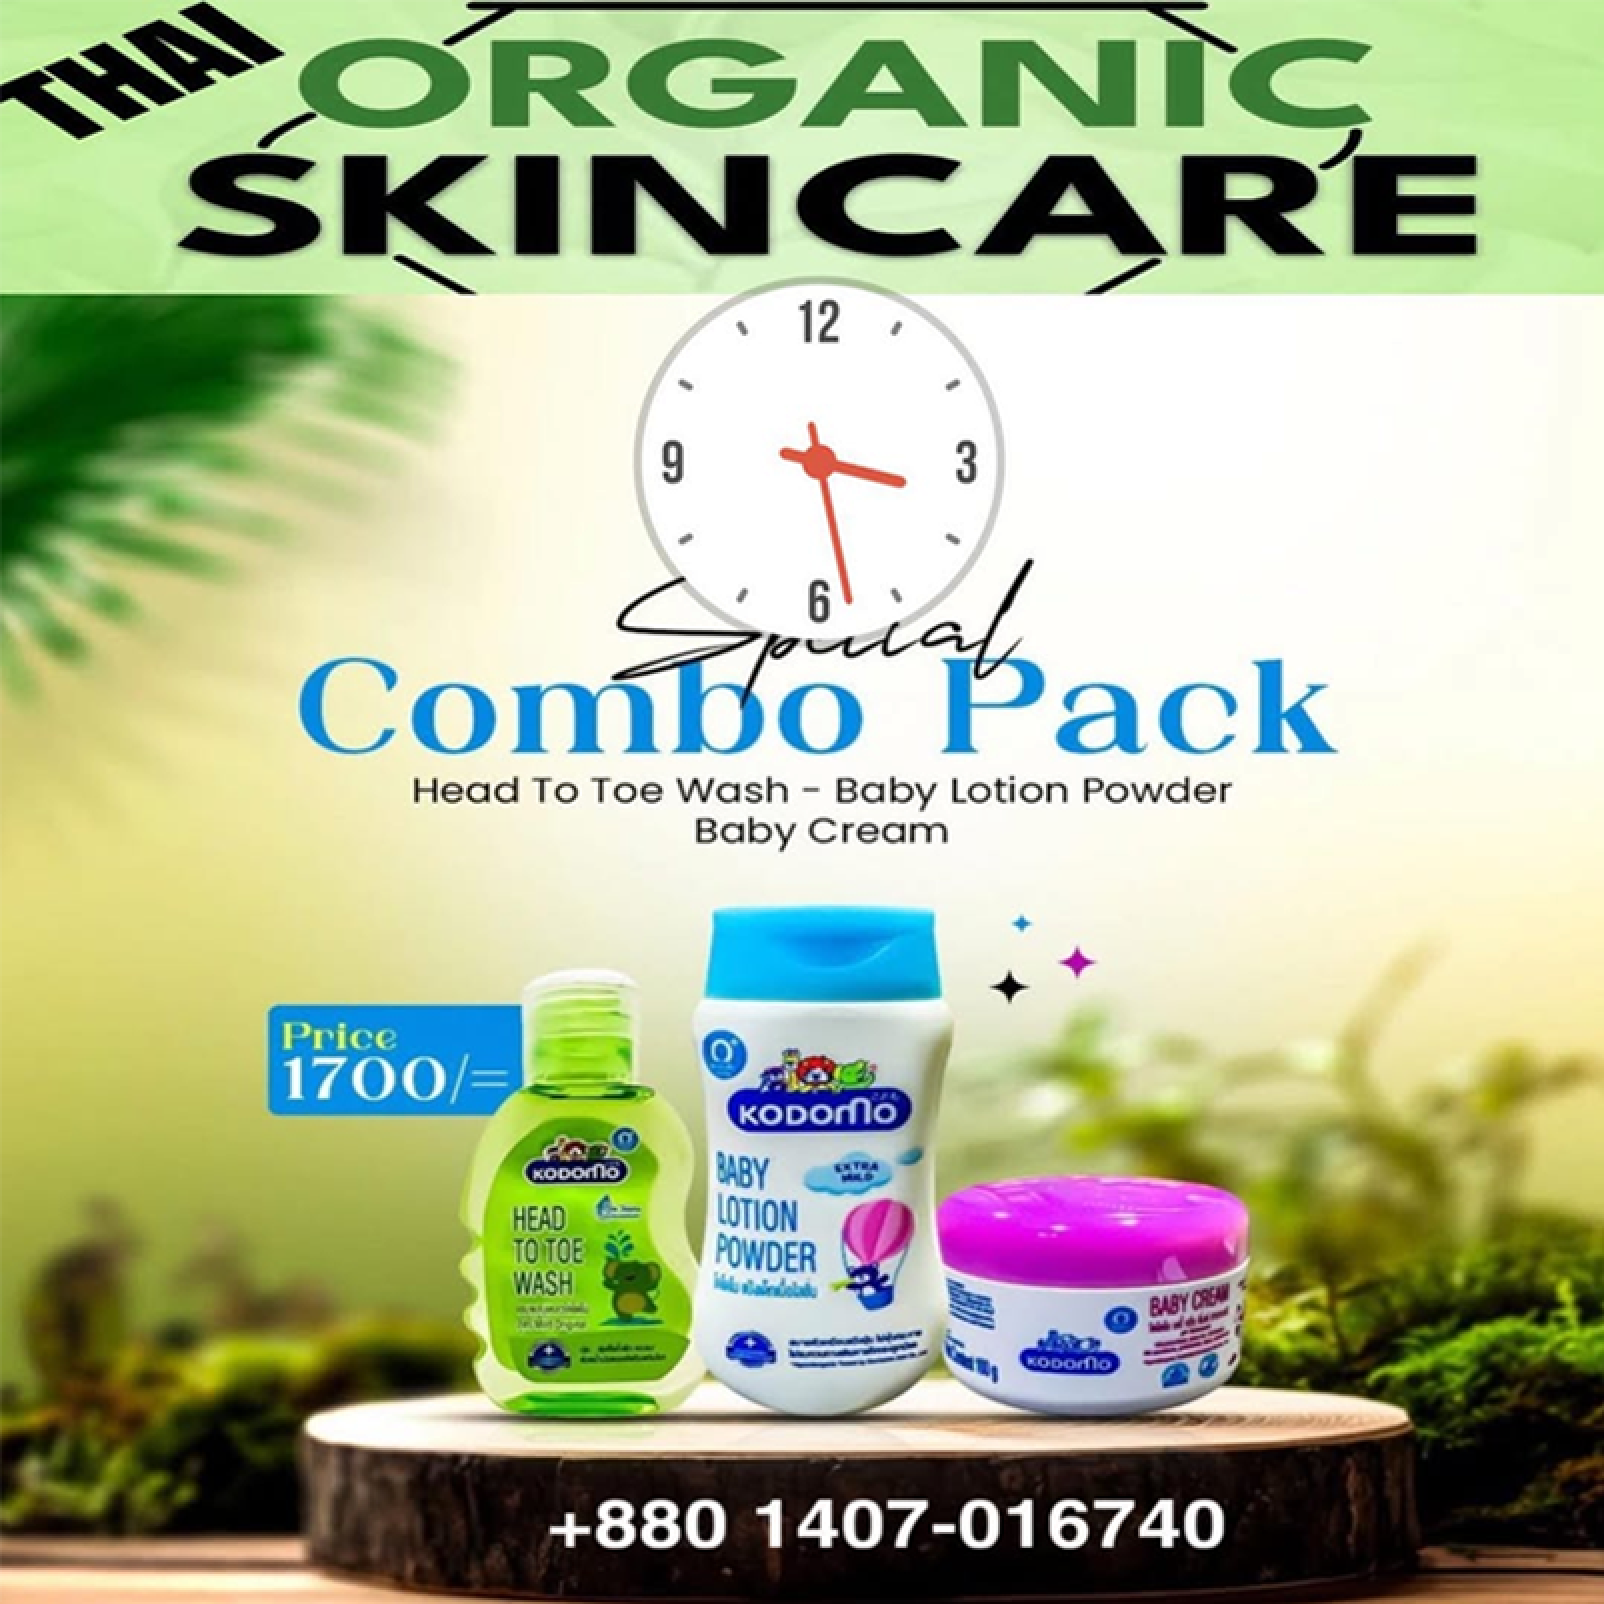 THAI
ORGANIC
SKINCARE
12
9
3
6
Special
Combo Pack
Head To Toe Wash - Baby Lotion Powder
Baby Cream
Price
1700/=
KODOMO
HEAD
TO TOE
WASH
KODOMO
BABY
LOTION
POWDER
EXTRA
MILD
BABY CREAM
KODOMO
+880 1407-016740